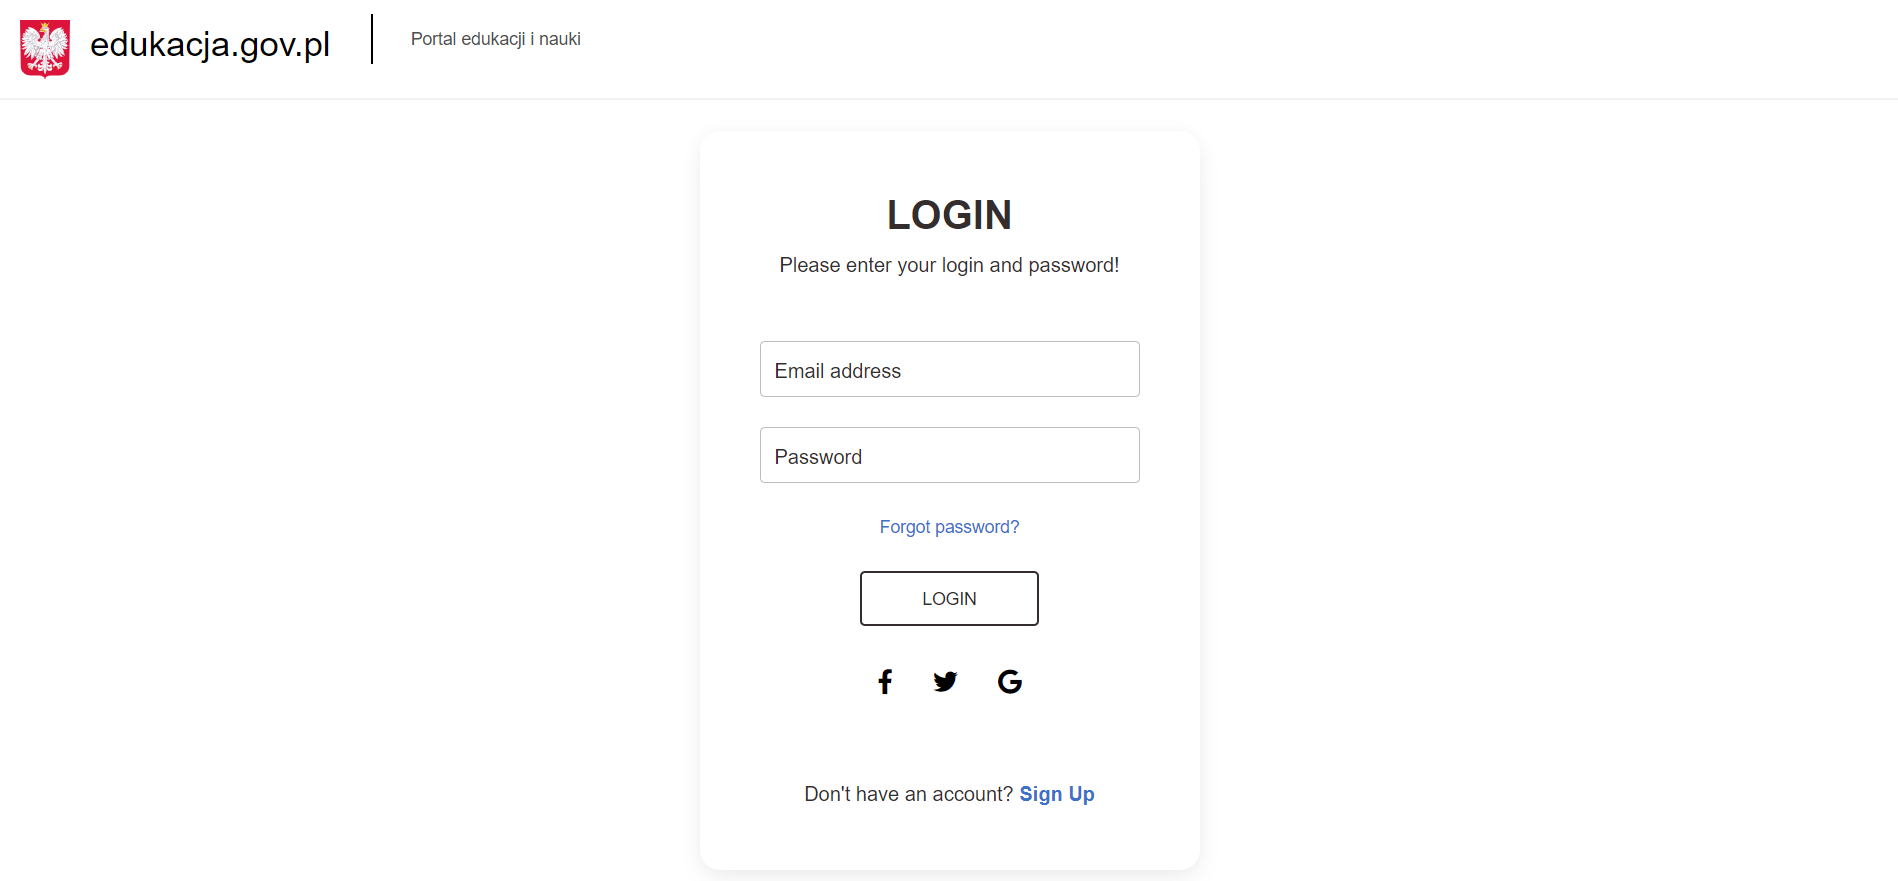 edukacja.gov.pl
Portal edukacji i nauki
LOGIN
Please enter your login and password!
Email address
Password
Forgot password?
LOGIN
Don't have an account? Sign Up